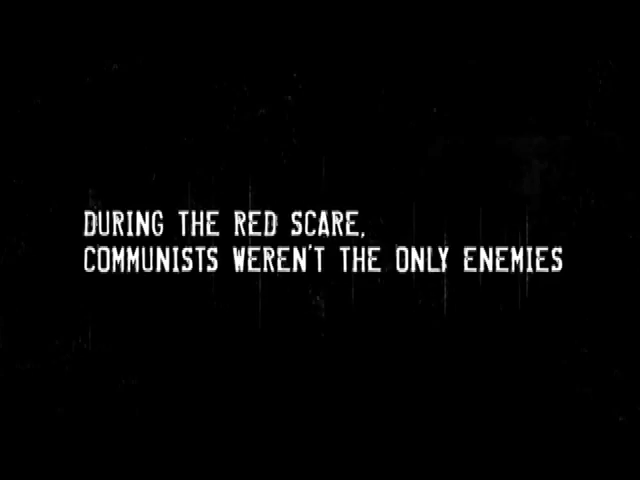 DURING THE RED SCARE,
COMMUNISTS WEREN'T THE ONLY ENEMIES